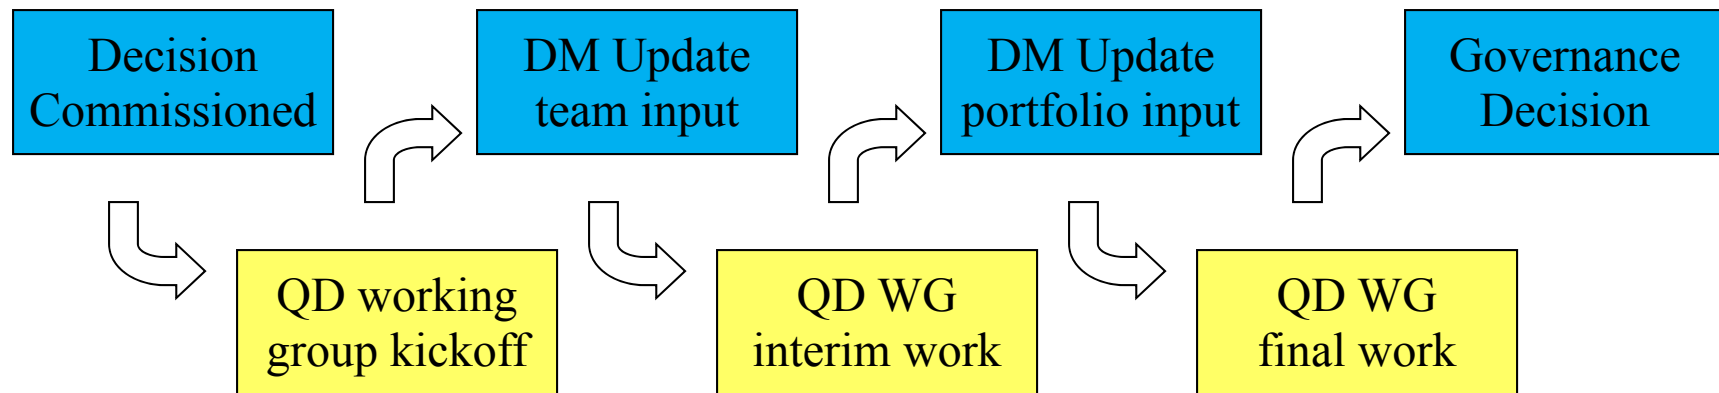 Decision
Commissioned
DM Update
team input
DM Update
portfolio input
Governance
Decision
QD working
group kickoff
QD WG
interim work
QD WG
final work